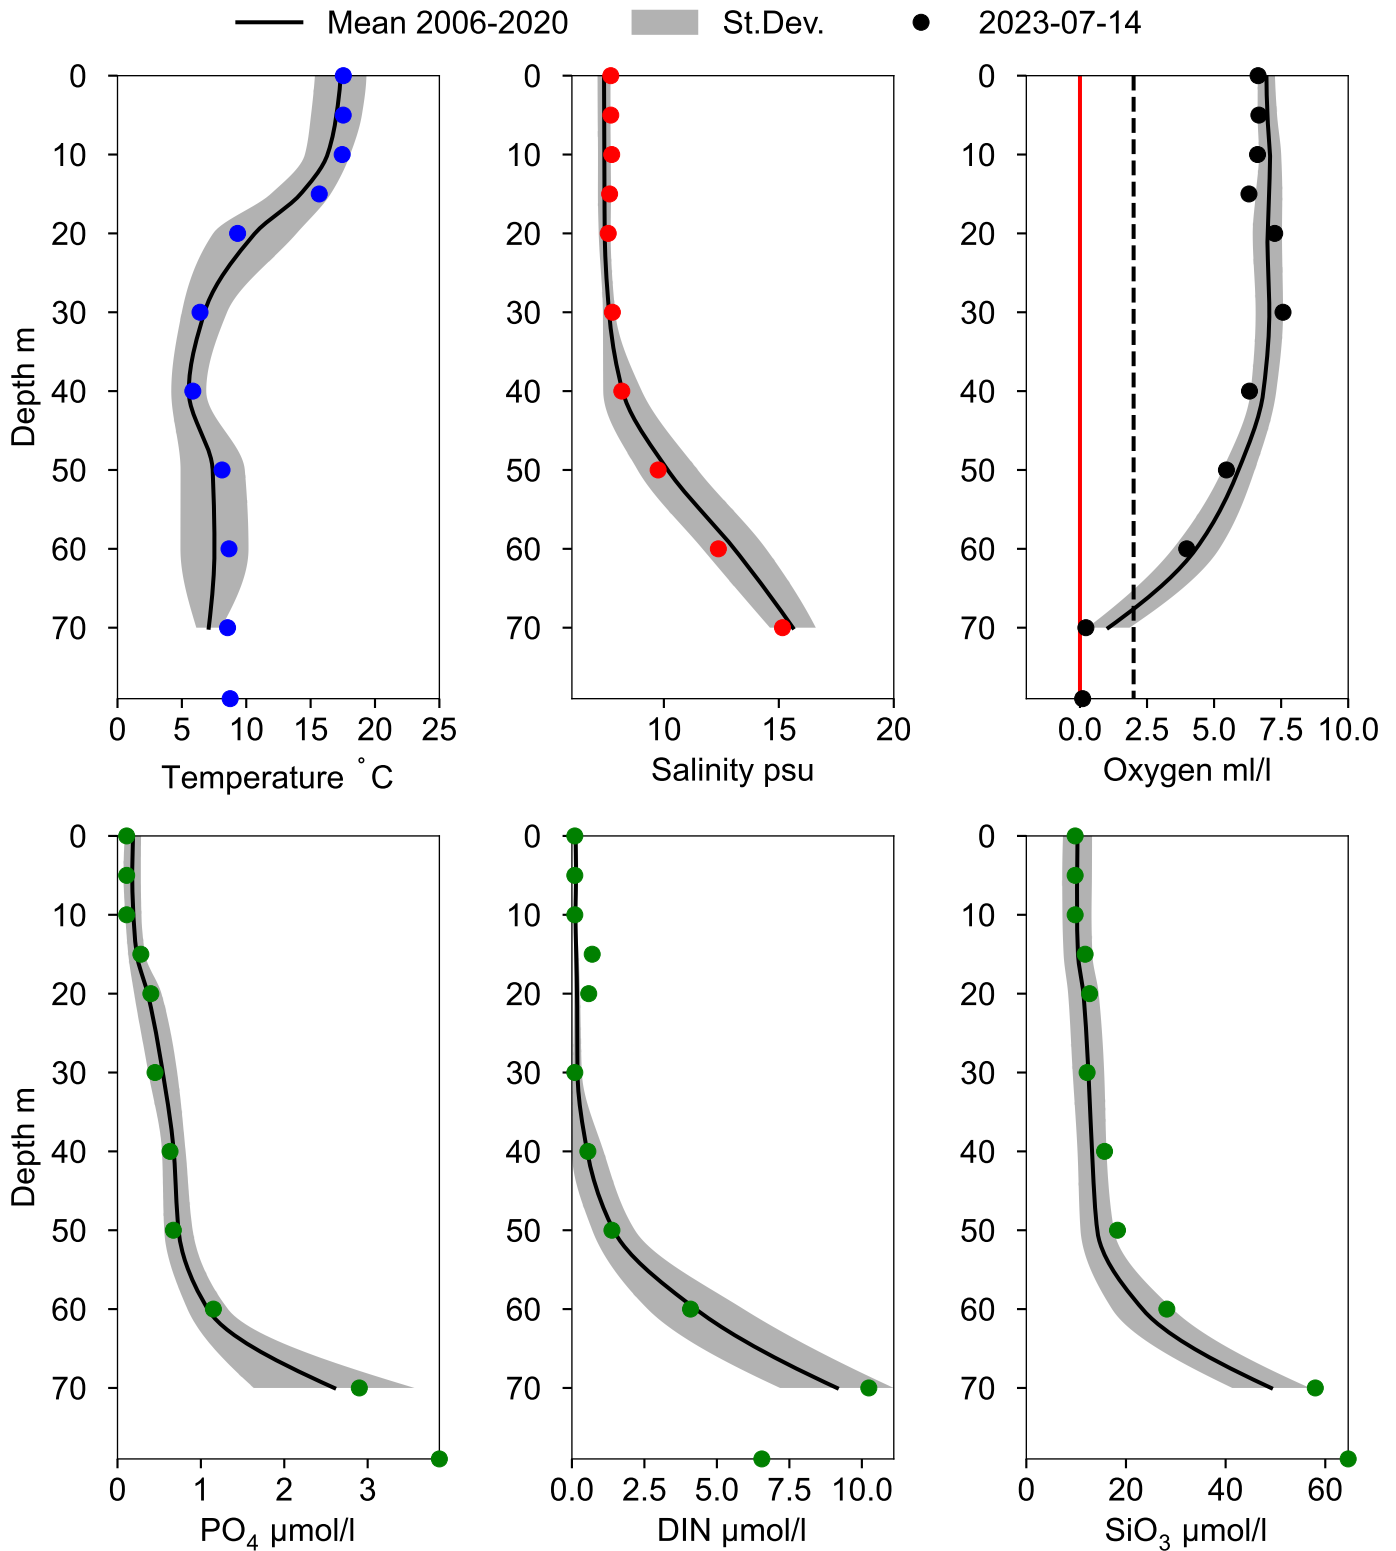 Mean 2006-2020 St.Dev. 2023-07-14
0 0 0
10 10 10
20 20 20
30 30 30
40 40 40
50 50 50
60 60 60
70 70 70
Depth m
0 5 10 15 20 25 10 15 20 0.0 2.5 5.0 7.5 10.0
Temperature °C Salinity psu Oxygen ml/l
0 0 0
10 10 10
20 20 20
30 30 30
40 40 40
50 50 50
60 60 60
70 70 70
Depth m
0 1 2 3 0.0 2.5 5.0 7.5 10.0 0 20 40 60
PO4 µmol/l DIN µmol/l SiO3 µmol/l